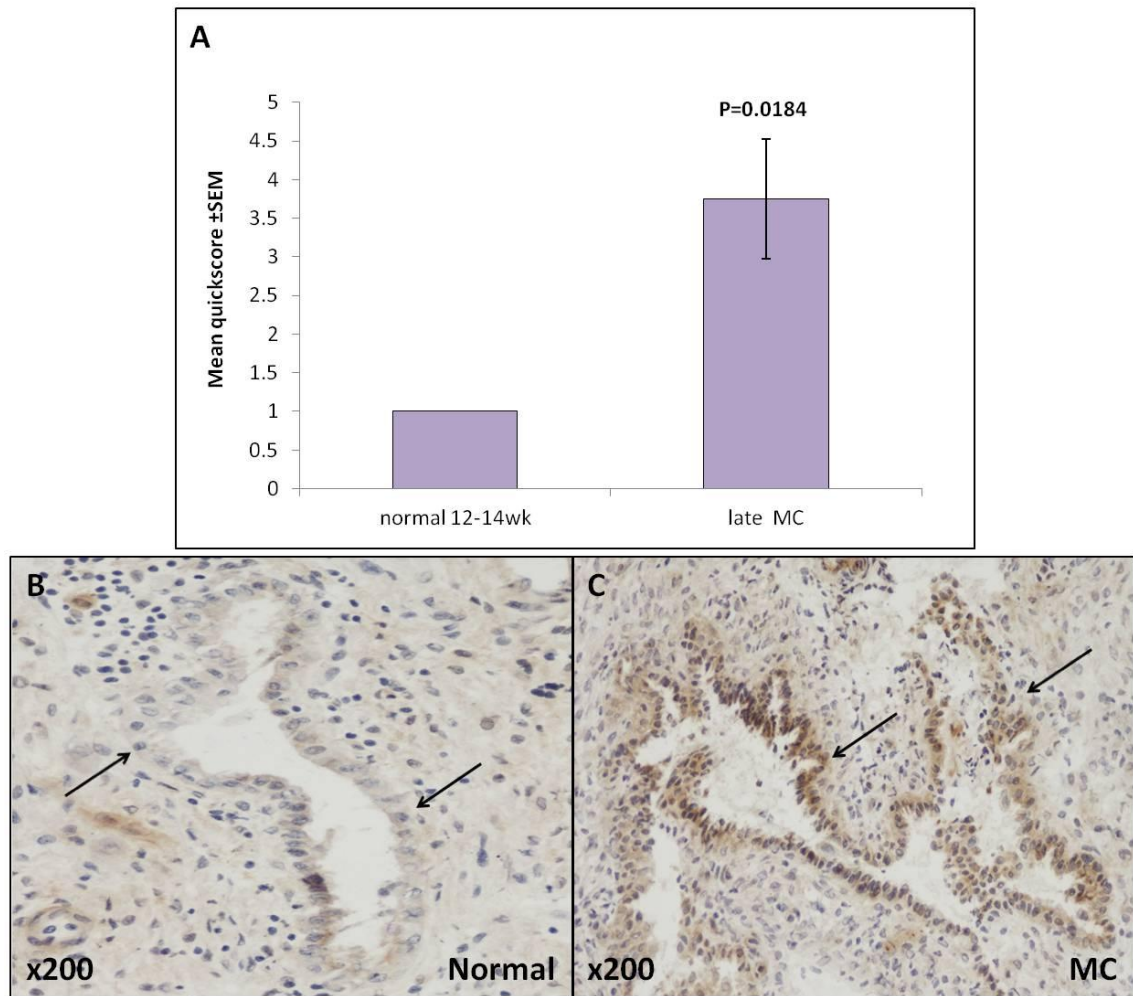 A
P=0.0184
Mean quickscore ±SEM
5
4.5
4
3.5
3
2.5
2
1.5
1
0.5
0
normal 12-14wk
late MC
B
x200
Normal
C
x200
MC